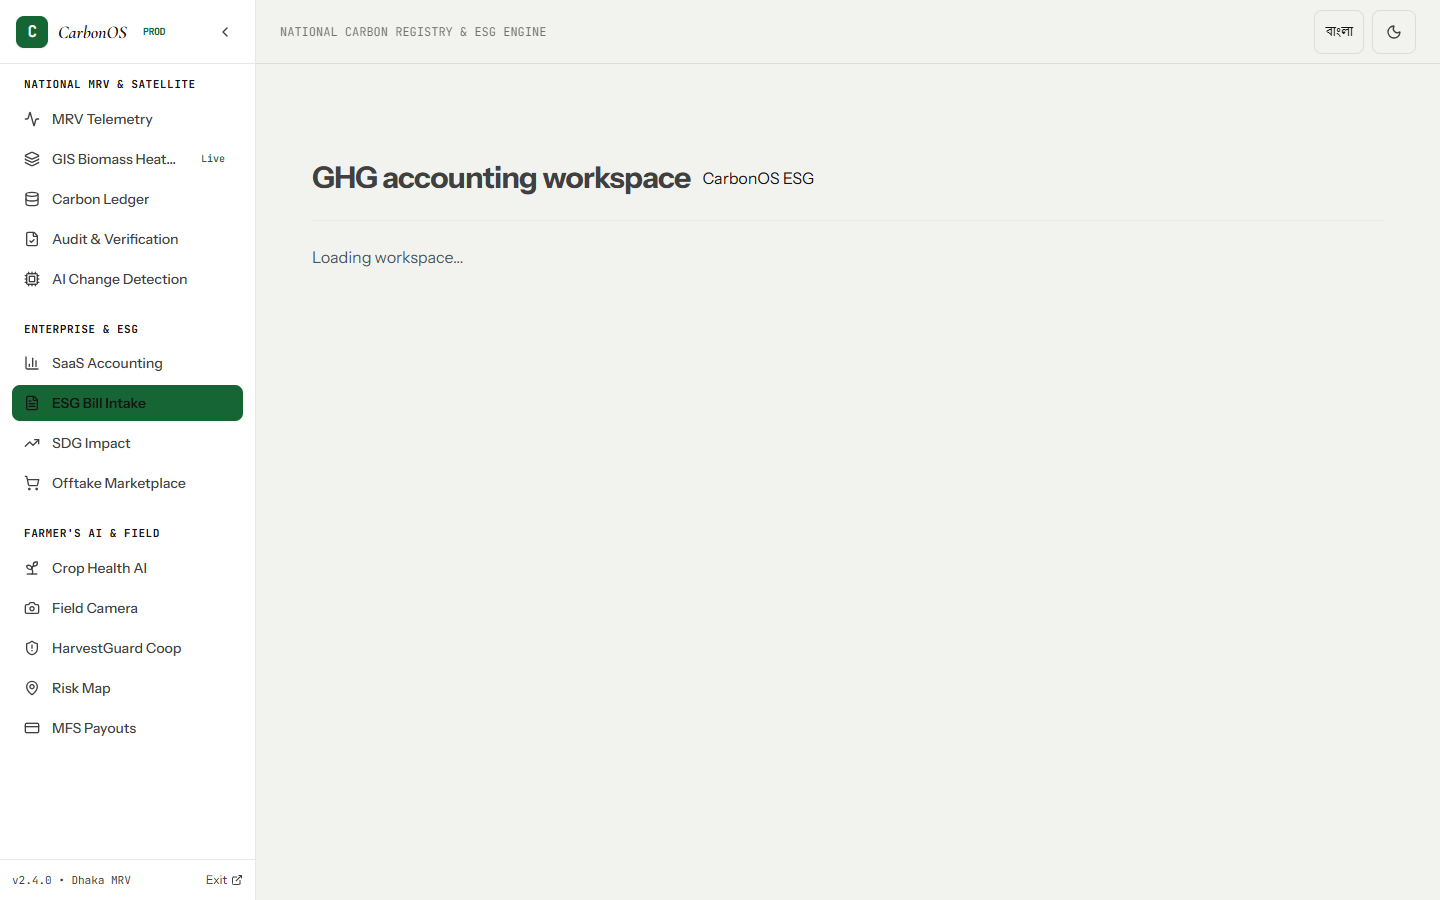 C CarbonOS PROD
NATIONAL CARBON REGISTRY & ESG ENGINE
বাংলা
NATIONAL MRV & SATELLITE
MRV Telemetry
GIS Biomass Heat... Live
Carbon Ledger
Audit & Verification
AI Change Detection
ENTERPRISE & ESG
SaaS Accounting
ESG Bill Intake
SDG Impact
Offtake Marketplace
FARMER'S AI & FIELD
Crop Health AI
Field Camera
HarvestGuard Coop
Risk Map
MFS Payouts
v2.4.0 • Dhaka MRV
Exit
GHG accounting workspace CarbonOS ESG
Loading workspace...